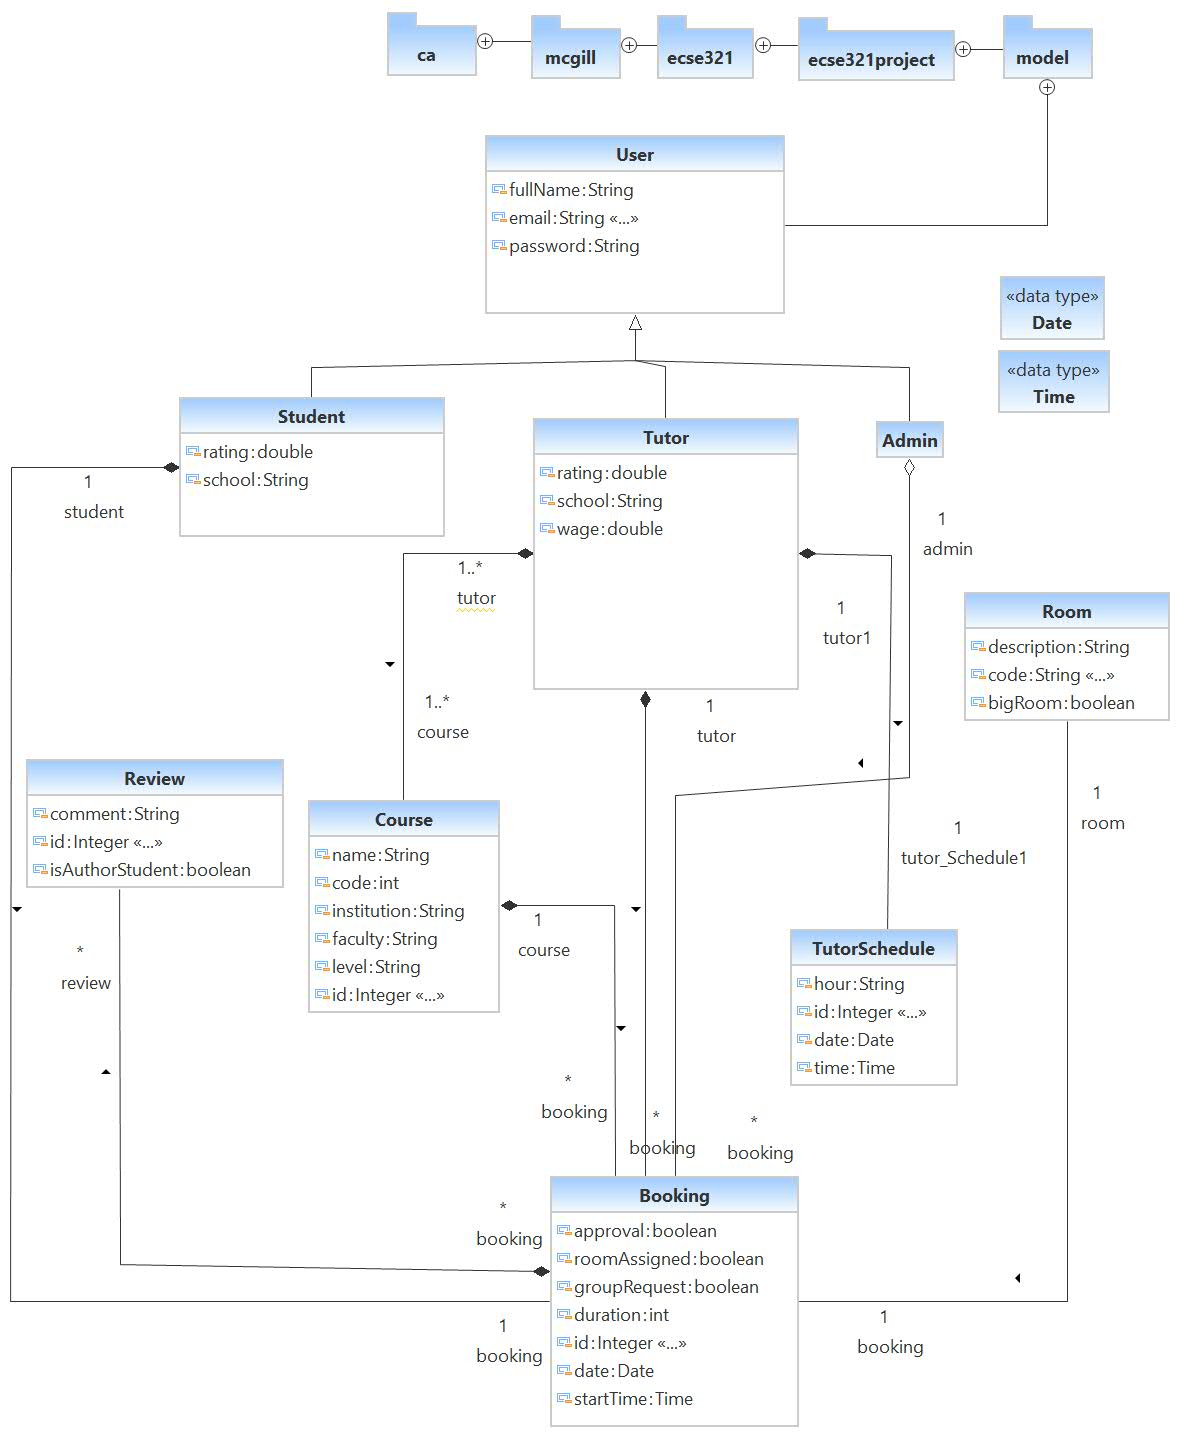 ca
mcgill
ecse321
ecse321project
model
User
fullName:String
email:String «...»
password:String
«data type»
Date
«data type»
Time
Student
rating:double
school:String
Tutor
rating:double
school:String
wage:double
Admin
1
student
1
admin
1..*
tutor
1
tutor1
Room
description:String
code:String «...»
bigRoom:boolean
1..*
course
1
tutor
Review
comment:String
id:Integer «...»
isAuthorStudent:boolean
Course
name:String
code:int
institution:String
faculty:String
level:String
id:Integer «...»
1
room
1
tutor_Schedule1
*
review
1
course
TutorSchedule
hour:String
id:Integer «...»
date:Date
time:Time
*
booking
*
booking
*
booking
*
booking
Booking
approval:boolean
roomAssigned:boolean
groupRequest:boolean
duration:int
id:Integer «...»
date:Date
startTime:Time
1
booking
1
booking